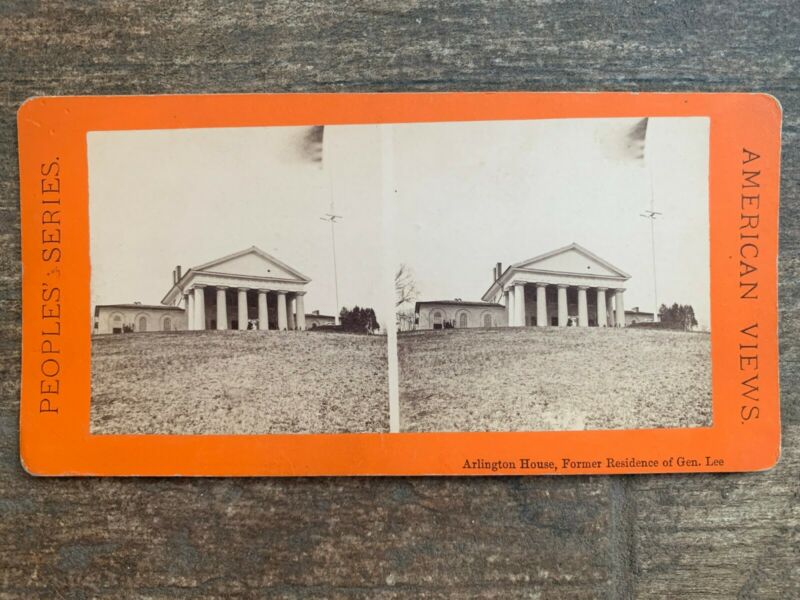 PEOPLES' SERIES.
AMERICAN VIEWS.
Arlington House, Former Residence of Gen. Lee